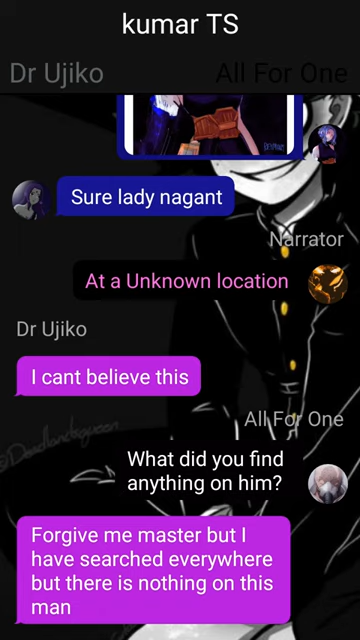 kumar TS
Dr Ujiko
All For One
Sure lady nagant
Narrator
At a Unknown location
Dr Ujiko
I cant believe this
All For One
What did you find
anything on him?
Forgive me master but I
have searched everywhere
but there is nothing on this
man